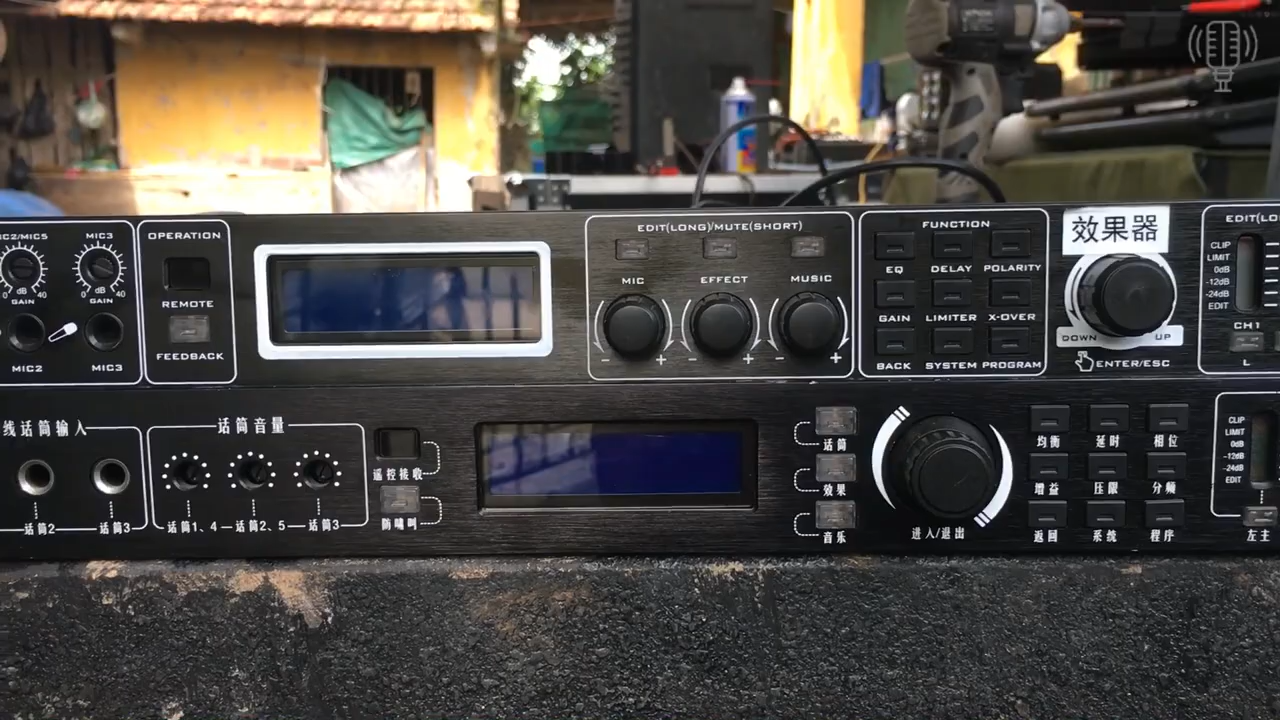 MIC2/MIC5 MIC3
0 dB 40 0 dB 40
GAIN GAIN
MIC2 MIC3
OPERATION
REMOTE
FEEDBACK
EDIT(LONG)/MUTE(SHORT)
MIC EFFECT MUSIC
- + - + - +
FUNCTION
EQ DELAY POLARITY
GAIN LIMITER X-OVER
BACK SYSTEM PROGRAM
效果器
DOWN UP
ENTER/ESC
CLIP
LIMIT
0dB
-12dB
-24dB
EDIT
CH1
L
线话筒输入
话筒2 话筒3
话筒音量
话筒1、4 话筒2、5 话筒3
遥控接收
防啸叫
话筒
效果
音乐
进入/退出
均衡 延时 相位
增益 压限 分频
返回 系统 程序
CLIP
LIMIT
0dB
-12dB
-24dB
EDIT
左主